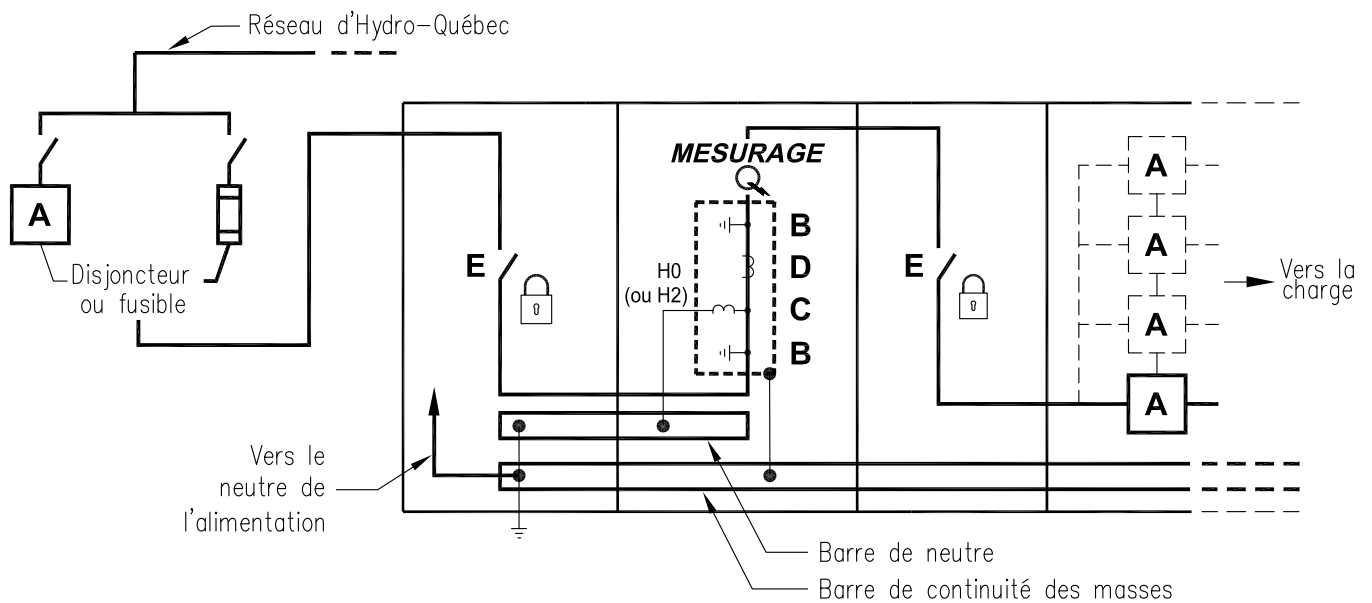 Réseau d'Hydro-Québec
A
Disjoncteur
ou fusible
E
MESURAGE
B
D
C
B
H0
(ou H2)
E
A
A
A
A
Vers la
charge
Vers le
neutre de
l'alimentation
Barre de neutre
Barre de continuité des masses